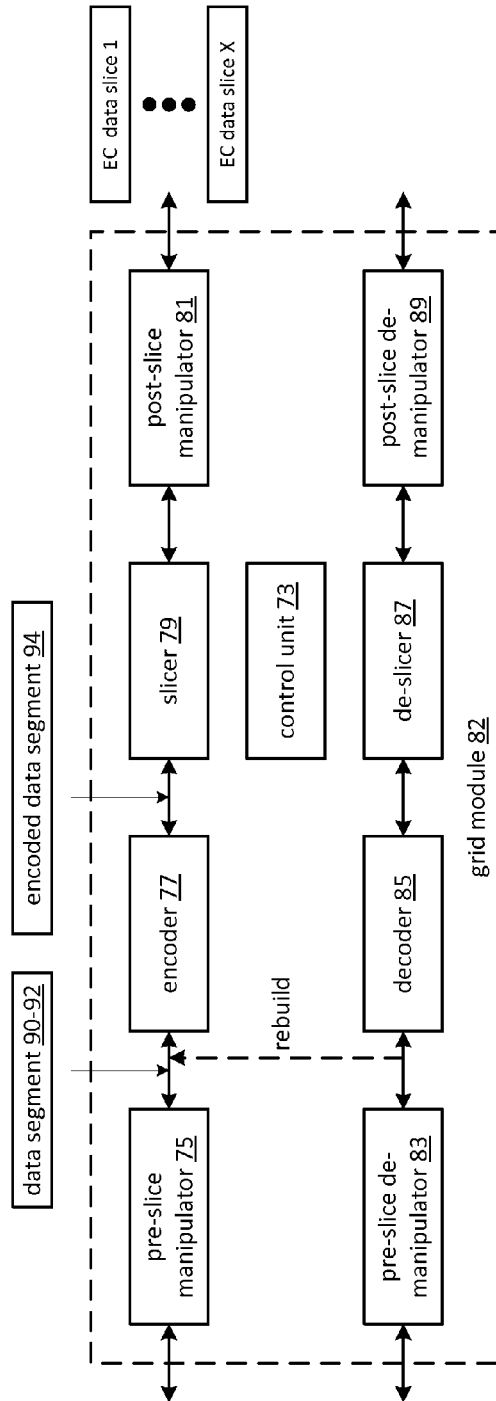 data segment 90-92
encoded data segment 94
EC data slice 1
EC data slice X
pre-slice
manipulator 75
encoder 77
slicer 79
post-slice
manipulator 81
rebuild
control unit 73
pre-slice de-
manipulator 83
decoder 85
de-slicer 87
post-slice de-
manipulator 89
grid module 82